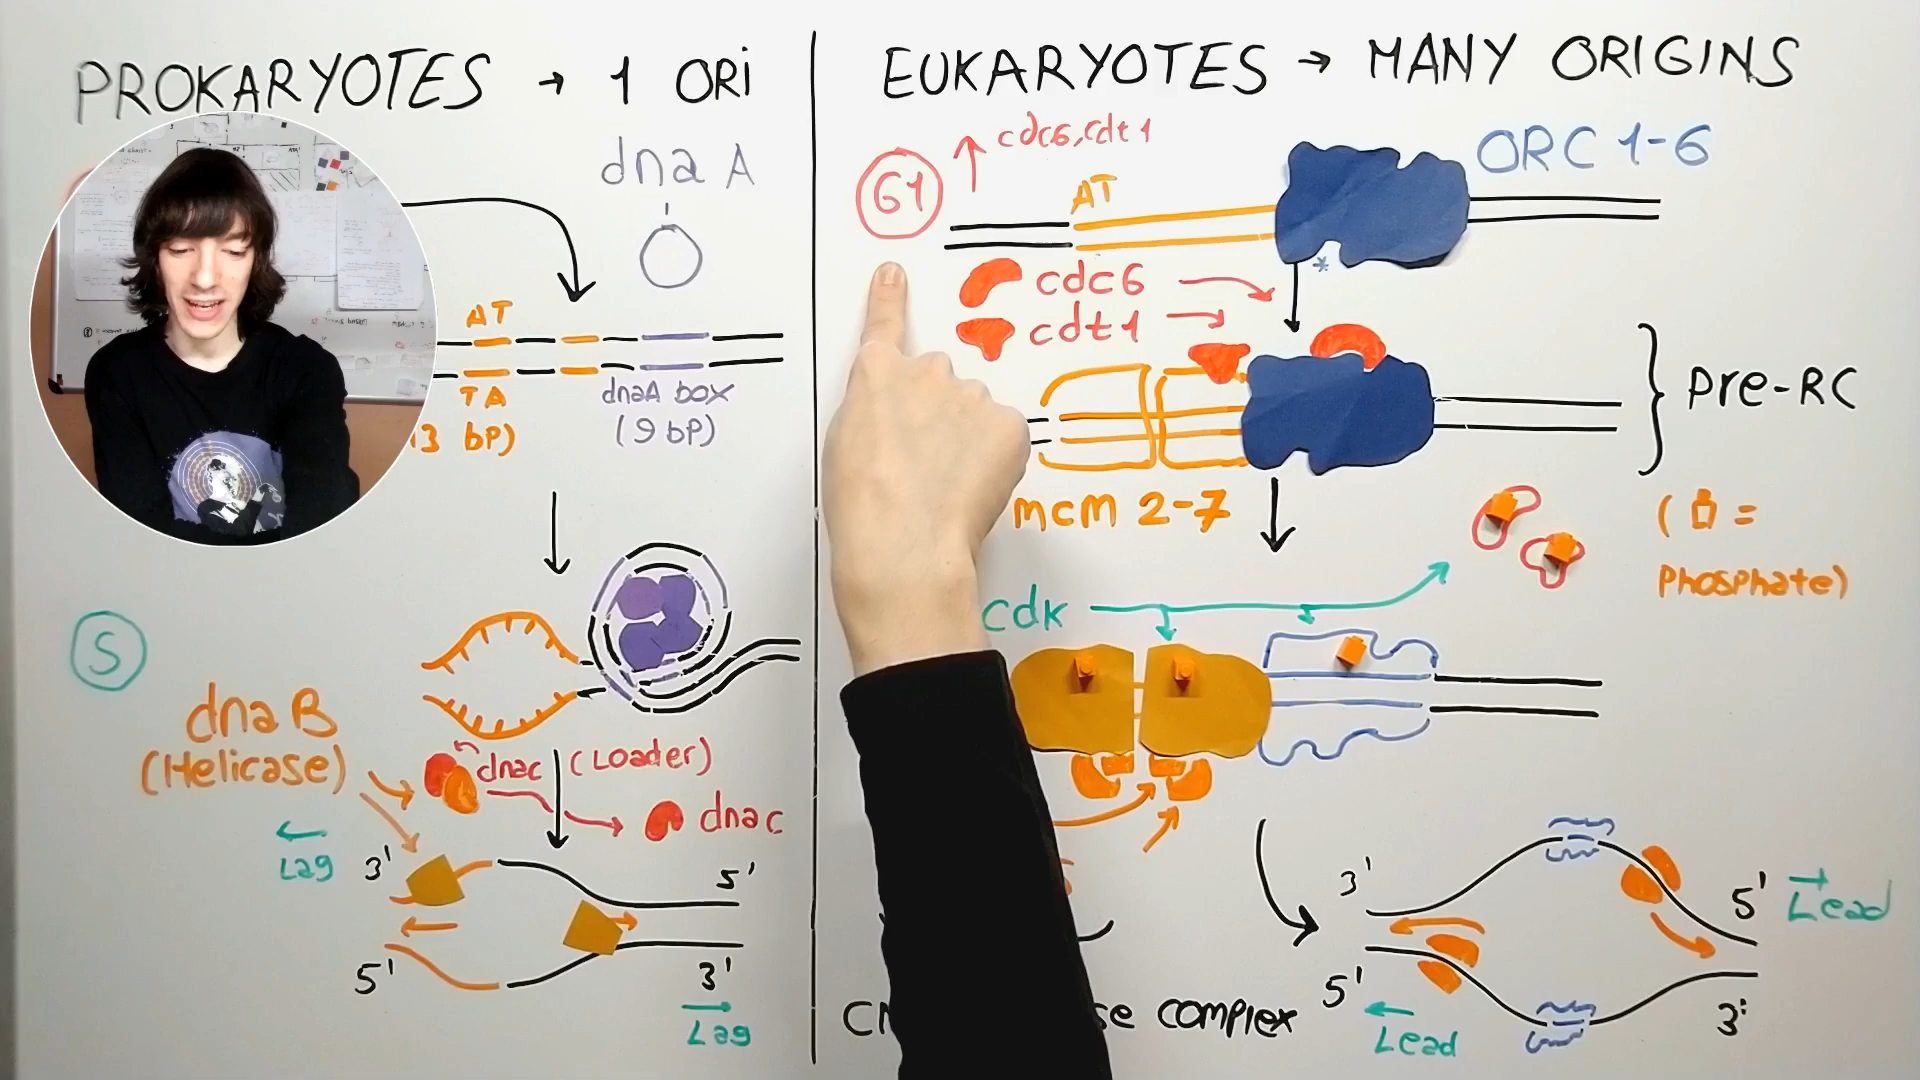 PROKARYOTES → 1 ORI
dna A
AT
TA
dnaA box
13 bP)
(9 bP)
S
dna B
(Helicase)
dnac (Loader)
dnac
← Lag
3'
5'
5'
3'
→ Lag
EUKARYOTES → MANY ORIGINS
↑ cdc6, cdt1
ORC 1-6
G1
AT
*
cdc6
cdt1
Pre-RC
mcm 2-7
( =
Phosphate)
cdk
3'
5'
→ Lead
5'
3'
← Lead
complex